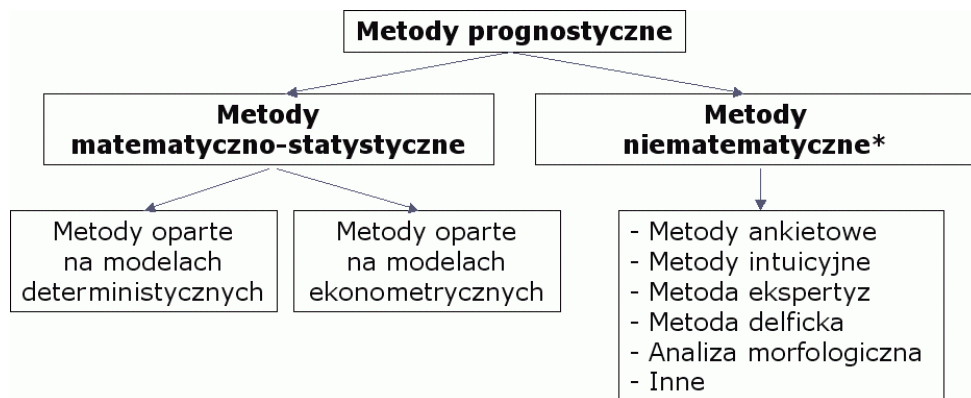 Metody prognostyczne
Metody
matematyczno-statystyczne
Metody
niematematyczne*
Metody oparte
na modelach
deterministycznych
Metody oparte
na modelach
ekonometrycznych
- Metody ankietowe
- Metody intuicyjne
- Metoda ekspertyz
- Metoda delficka
- Analiza morfologiczna
- Inne